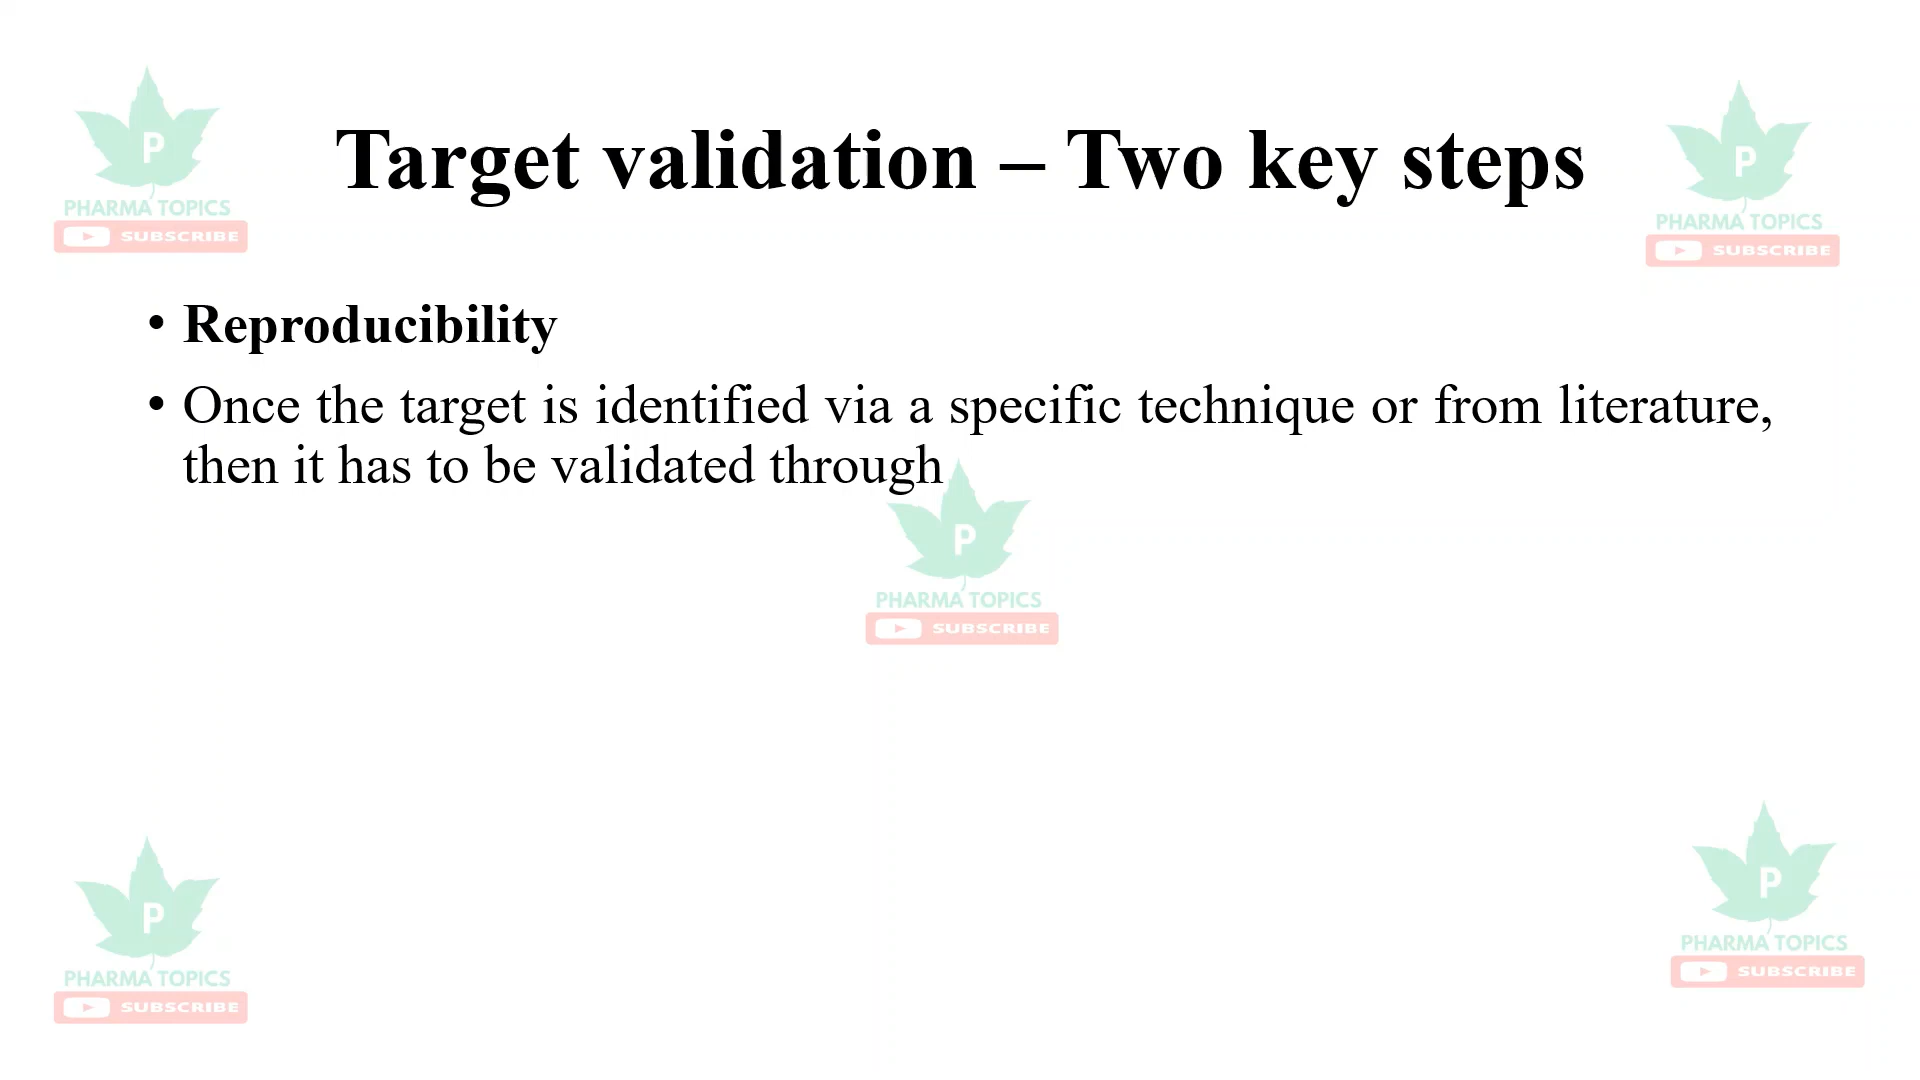 Target validation – Two key steps
• Reproducibility
• Once the target is identified via a specific technique or from literature,
then it has to be validated through
P
PHARMA TOPICS
SUBSCRIBE
P
PHARMA TOPICS
SUBSCRIBE
P
PHARMA TOPICS
SUBSCRIBE
P
PHARMA TOPICS
SUBSCRIBE
P
PHARMA TOPICS
SUBSCRIBE